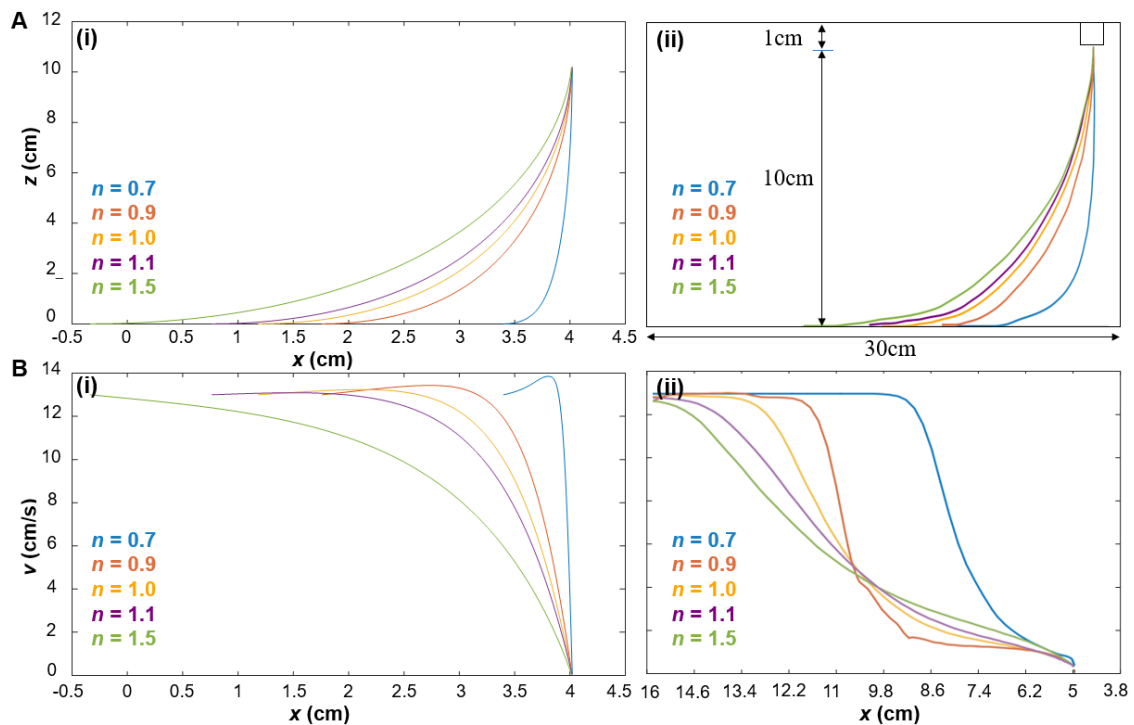 A
(i)
12
10
8
6
4
2
0
z (cm)
n = 0.7
n = 0.9
n = 1.0
n = 1.1
n = 1.5
-0.5 0 0.5 1 1.5 2 2.5 3 3.5 4 4.5
x (cm)
(ii)
1cm
10cm
n = 0.7
n = 0.9
n = 1.0
n = 1.1
n = 1.5
30cm
B
(i)
14
12
10
8
6
4
2
0
v (cm/s)
n = 0.7
n = 0.9
n = 1.0
n = 1.1
n = 1.5
-0.5 0 0.5 1 1.5 2 2.5 3 3.5 4 4.5
x (cm)
(ii)
n = 0.7
n = 0.9
n = 1.0
n = 1.1
n = 1.5
16 14.6 13.4 12.2 11 9.8 8.6 7.4 6.2 5 3.8
x (cm)